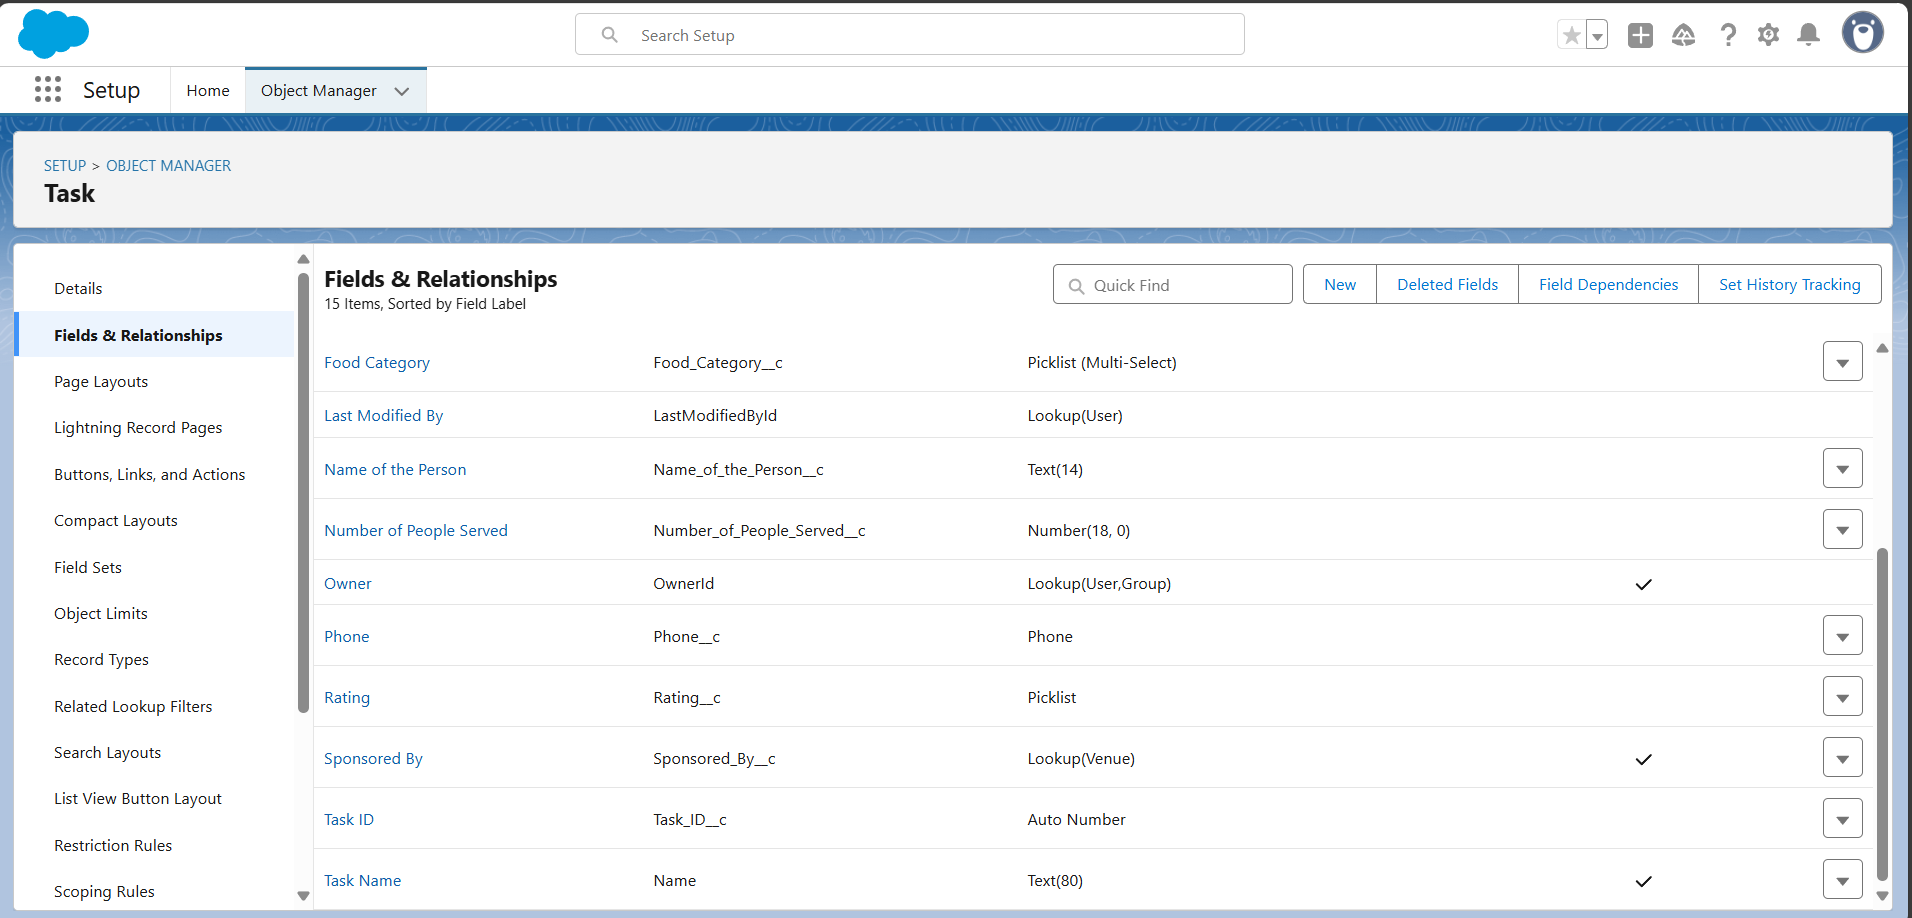 Search Setup
Setup
Home
Object Manager
SETUP > OBJECT MANAGER
Task
Details
Fields & Relationships
Page Layouts
Lightning Record Pages
Buttons, Links, and Actions
Compact Layouts
Field Sets
Object Limits
Record Types
Related Lookup Filters
Search Layouts
List View Button Layout
Restriction Rules
Scoping Rules
Fields & Relationships
15 Items, Sorted by Field Label
Quick Find
New
Deleted Fields
Field Dependencies
Set History Tracking
Food Category Food_Category__c Picklist (Multi-Select)
Last Modified By LastModifiedById Lookup(User)
Name of the Person Name_of_the_Person__c Text(14)
Number of People Served Number_of_People_Served__c Number(18, 0)
Owner OwnerId Lookup(User,Group)
Phone Phone__c Phone
Rating Rating__c Picklist
Sponsored By Sponsored_By__c Lookup(Venue)
Task ID Task_ID__c Auto Number
Task Name Name Text(80)